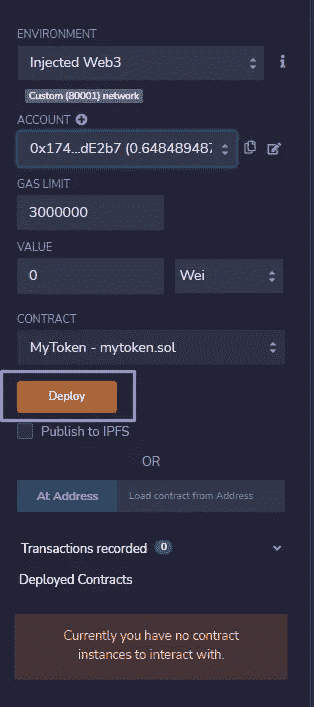 ENVIRONMENT
Injected Web3
Custom (80001) network
ACCOUNT
0x174...dE2b7 (0.648489487
GAS LIMIT
3000000
VALUE
0 Wei
CONTRACT
MyToken - mytoken.sol
Deploy
Publish to IPFS
OR
At Address Load contract from Address
Transactions recorded 0
Deployed Contracts
Currently you have no contract
instances to interact with.